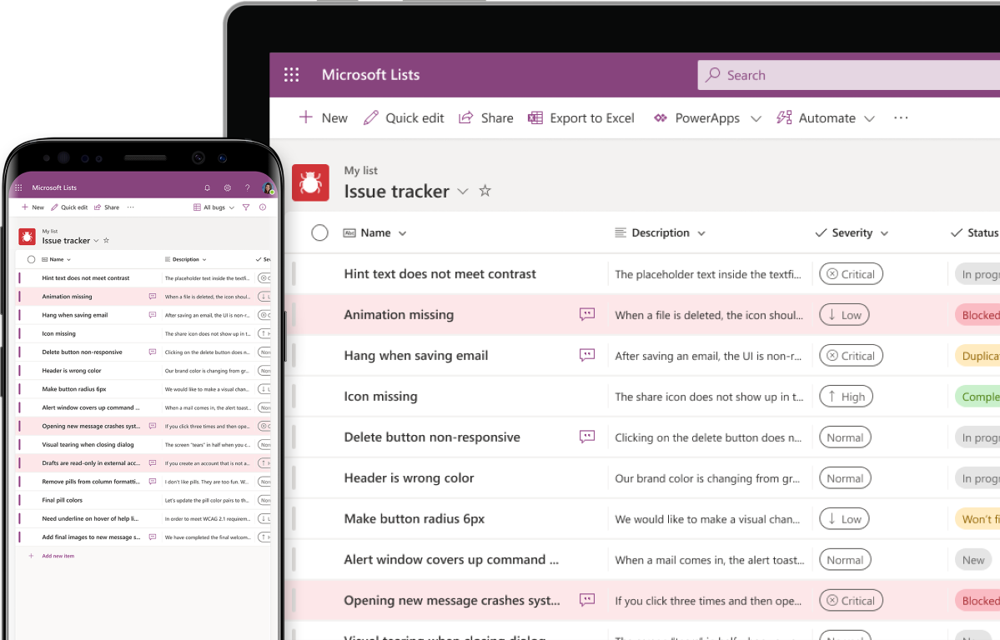 Microsoft Lists
Search
New Quick edit Share Export to Excel PowerApps Automate ...
My list
Issue tracker
Abc Name Description Severity Status
Hint text does not meet contrast The placeholder text inside the textfi... Critical In prog
Animation missing When a file is deleted, the icon shoul... Low Blocked
Hang when saving email After saving an email, the UI is non-r... Critical Duplica
Icon missing The share icon does not show up in t... High Comple
Delete button non-responsive Clicking on the delete button does n... Normal In prog
Header is wrong color Our brand color is changing from gr... Normal In prog
Make button radius 6px We would like to make a visual chan... Low Won't fi
Alert window covers up command ... When a mail comes in, the alert toast... Normal New
Opening new message crashes syst... If you click three times and then ope... Critical Blocked
Microsoft Lists ?
New Quick edit Share ... All bugs
My list
Issue tracker
Name Description Sev
Hint text does not meet contrast The placeholder text inside the textfi...
Animation missing When a file is deleted, the icon shoul...
Hang when saving email After saving an email, the UI is non-r...
Icon missing The share icon does not show up in t...
Delete button non-responsive Clicking on the delete button does n... Nor
Header is wrong color Our brand color is changing from gr... Nor
Make button radius 6px We would like to make a visual chan...
Alert window covers up command ... When a mail comes in, the alert toast... Nor
Opening new message crashes syst... If you click three times and then ope...
Visual tearing when closing dialog The screen "tears" in half when you c... Nor
Drafts are read-only in external acc... If you create an account that is not a...
Remove pills from column formatti... I don't like pills. They are too fun. W... Nor
Final pill colors Let's update the pill color pairs to th... Nor
Need underline on hover of help li... In order to meet WCAG 2.1 requirem...
Add final images to new message s... We have completed the final welcom...
Add new item